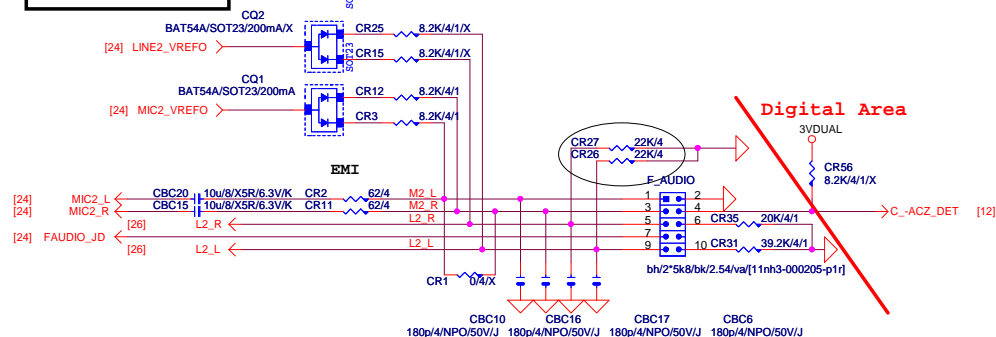 CQ2
BAT54A/SOT23/200mA/X
SOT23
[24] LINE2_VREFO
CR25 8.2K/4/1/X
CR15 8.2K/4/1/X
CQ1
BAT54A/SOT23/200mA
[24] MIC2_VREFO
CR12 8.2K/4/1
CR3 8.2K/4/1
Digital Area
3VDUAL
CR56
8.2K/4/1/X
CR27 22K/4
CR26 22K/4
EMI
F_AUDIO
[24] MIC2_L CBC20 10u/8/X5R/6.3V/K CR2 62/4 M2_L 1 2
[24] MIC2_R CBC15 10u/8/X5R/6.3V/K CR11 62/4 M2_R 3 4
C_-ACZ_DET [12]
[26] L2_R L2_R 5 6 CR35 20K/4/1
[24] FAUDIO_JD 7 8
[26] L2_L L2_L 9 10 CR31 39.2K/4/1
bh/2*5k8/bk/2.54/va/[11nh3-000205-p1r]
CR1 0/4/X
CBC10 CBC16 CBC17 CBC6
180p/4/NPO/50V/J 180p/4/NPO/50V/J 180p/4/NPO/50V/J 180p/4/NPO/50V/J